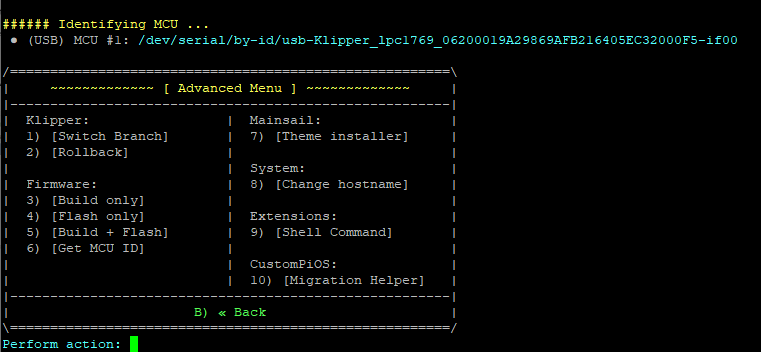 ###### Identifying MCU ...
● (USB) MCU #1: /dev/serial/by-id/usb-Klipper_lpc1769_06200019A29869AFB216405EC32000F5-if00
/=======================================================\
|     ~~~~~~~~~~~~~ [ Advanced Menu ] ~~~~~~~~~~~~~     |
|-------------------------------------------------------|
|  Klipper:                 |  Mainsail:                |
|  1) [Switch Branch]       |  7) [Theme installer]     |
|  2) [Rollback]            |                           |
|                           |  System:                  |
|  Firmware:                |  8) [Change hostname]     |
|  3) [Build only]          |                           |
|  4) [Flash only]          |  Extensions:              |
|  5) [Build + Flash]       |  9) [Shell Command]       |
|  6) [Get MCU ID]          |                           |
|                           |  CustomPiOS:              |
|                           |  10) [Migration Helper]   |
|-------------------------------------------------------|
|                       B) « Back                       |
\=======================================================/
Perform action: